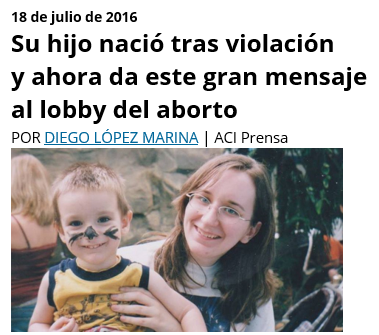 18 de julio de 2016
Su hijo nació tras violación
y ahora da este gran mensaje
al lobby del aborto
POR DIEGO LÓPEZ MARINA | ACI Prensa